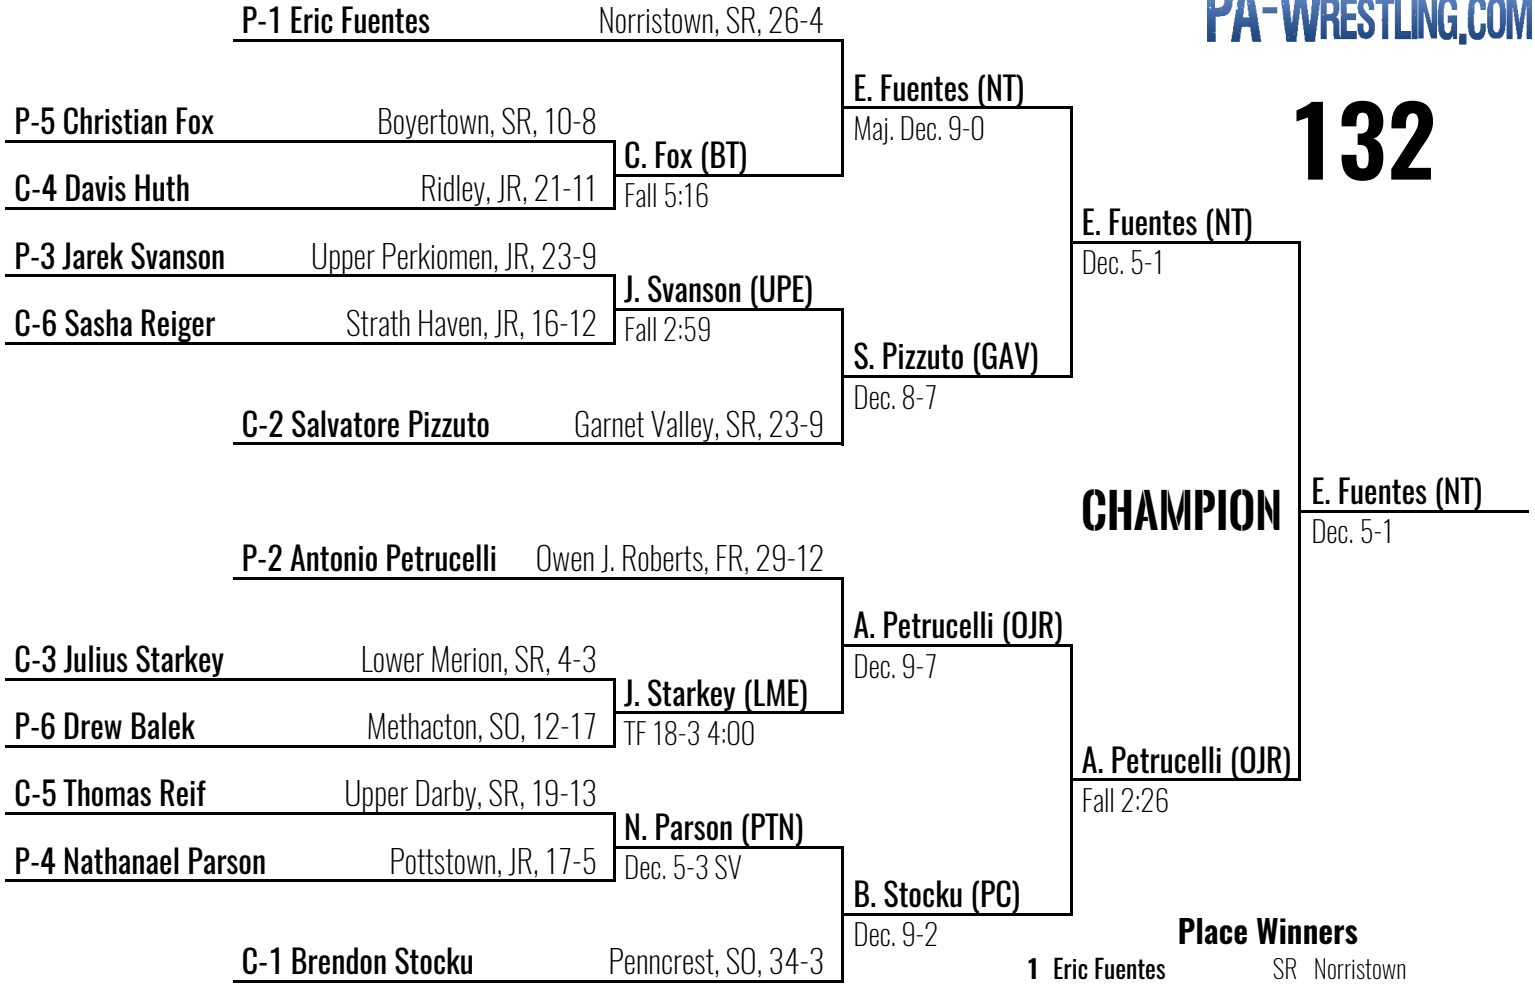 PA-WRESTLING.COM
P-1 Eric Fuentes Norristown, SR, 26-4
E. Fuentes (NT)
132
P-5 Christian Fox Boyertown, SR, 10-8
Maj. Dec. 9-0
C. Fox (BT)
C-4 Davis Huth Ridley, JR, 21-11
Fall 5:16
E. Fuentes (NT)
P-3 Jarek Svanson Upper Perkiomen, JR, 23-9
Dec. 5-1
J. Svanson (UPE)
C-6 Sasha Reiger Strath Haven, JR, 16-12
Fall 2:59
S. Pizzuto (GAV)
Dec. 8-7
C-2 Salvatore Pizzuto Garnet Valley, SR, 23-9
CHAMPION
E. Fuentes (NT)
Dec. 5-1
P-2 Antonio Petrucelli Owen J. Roberts, FR, 29-12
A. Petrucelli (OJR)
C-3 Julius Starkey Lower Merion, SR, 4-3
Dec. 9-7
J. Starkey (LME)
P-6 Drew Balek Methacton, SO, 12-17
TF 18-3 4:00
A. Petrucelli (OJR)
C-5 Thomas Reif Upper Darby, SR, 19-13
Fall 2:26
N. Parson (PTN)
P-4 Nathanael Parson Pottstown, JR, 17-5
Dec. 5-3 SV
B. Stocku (PC)
Dec. 9-2
Place Winners
C-1 Brendon Stocku Penncrest, SO, 34-3
1 Eric Fuentes SR Norristown